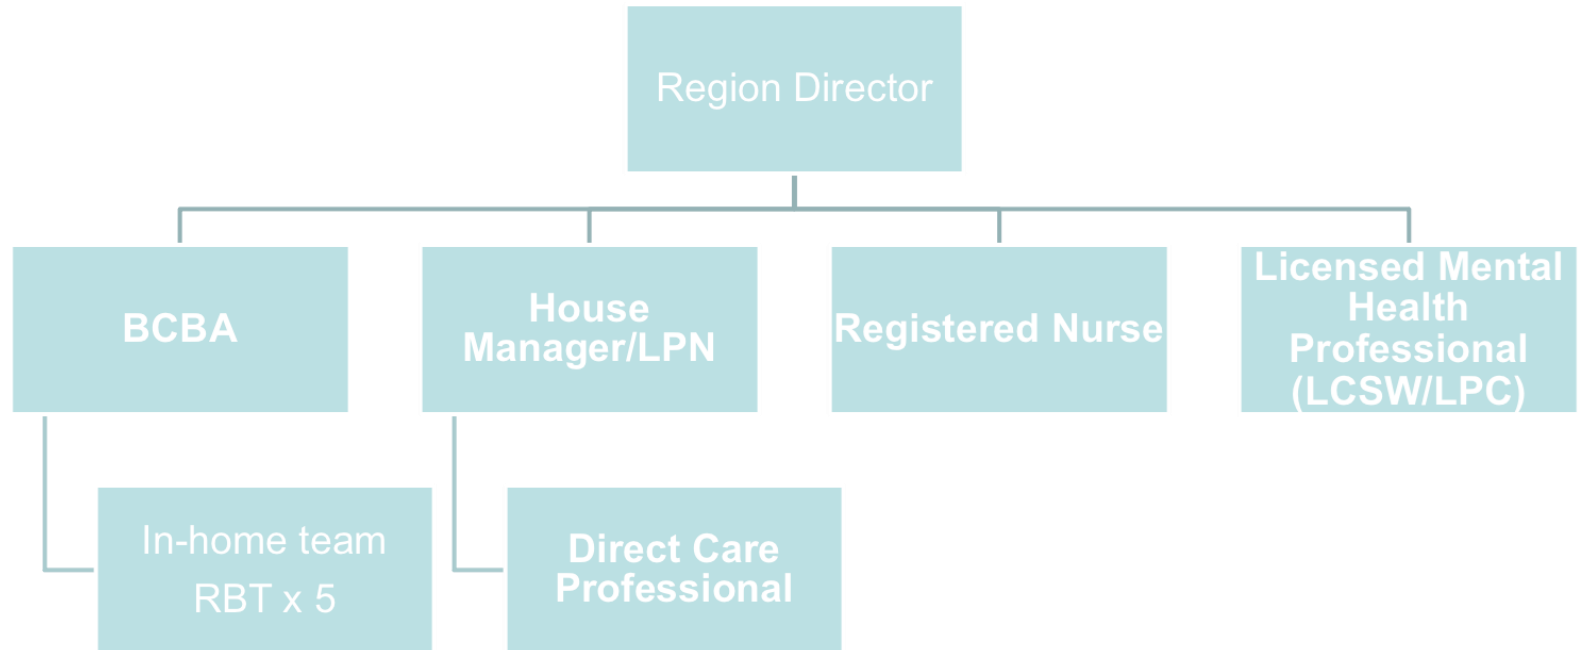 Region Director
BCBA
House
Manager/LPN
Registered Nurse
Licensed Mental
Health
Professional
(LCSW/LPC)
In-home team
RBT x 5
Direct Care
Professional